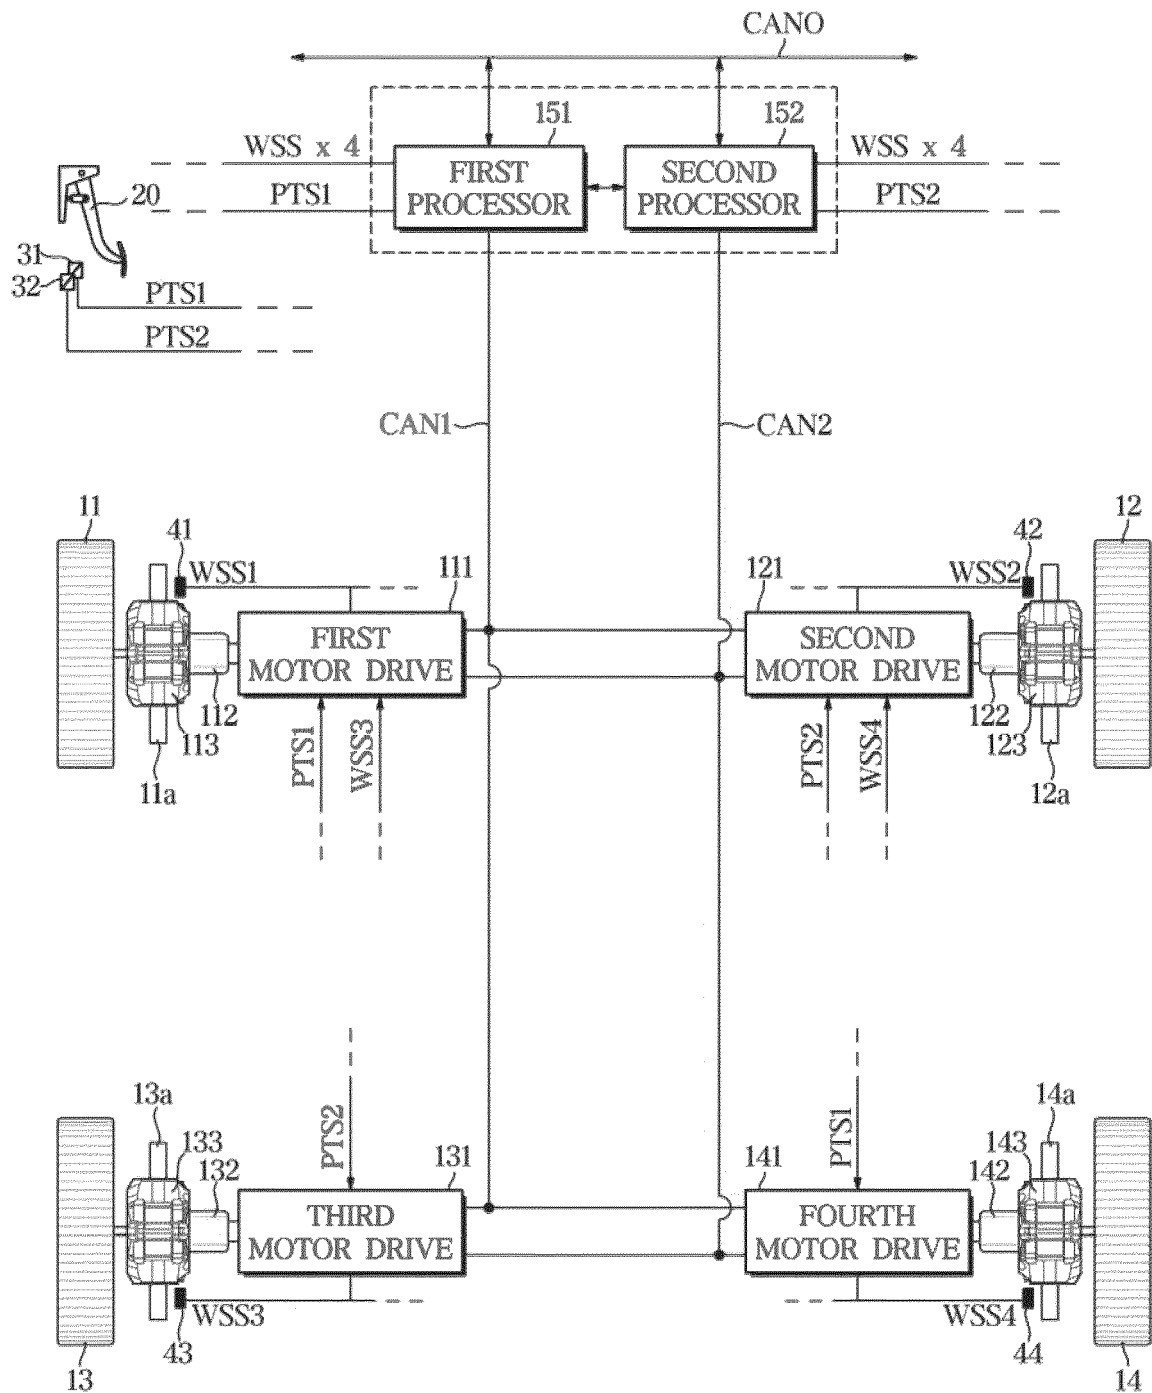 CAN0
151
152
WSS x 4
FIRST
PROCESSOR
SECOND
PROCESSOR
WSS x 4
PTS1
PTS2
20
31
32
PTS1
PTS2
CAN1
CAN2
11
41
WSS1
111
121
WSS2
42
12
FIRST
MOTOR DRIVE
SECOND
MOTOR DRIVE
112
113
11a
PTS1
WSS3
PTS2
WSS4
122
123
12a
13a
133
132
PTS2
131
141
PTS1
142
143
14a
THIRD
MOTOR DRIVE
FOURTH
MOTOR DRIVE
WSS3
43
13
WSS4
44
14